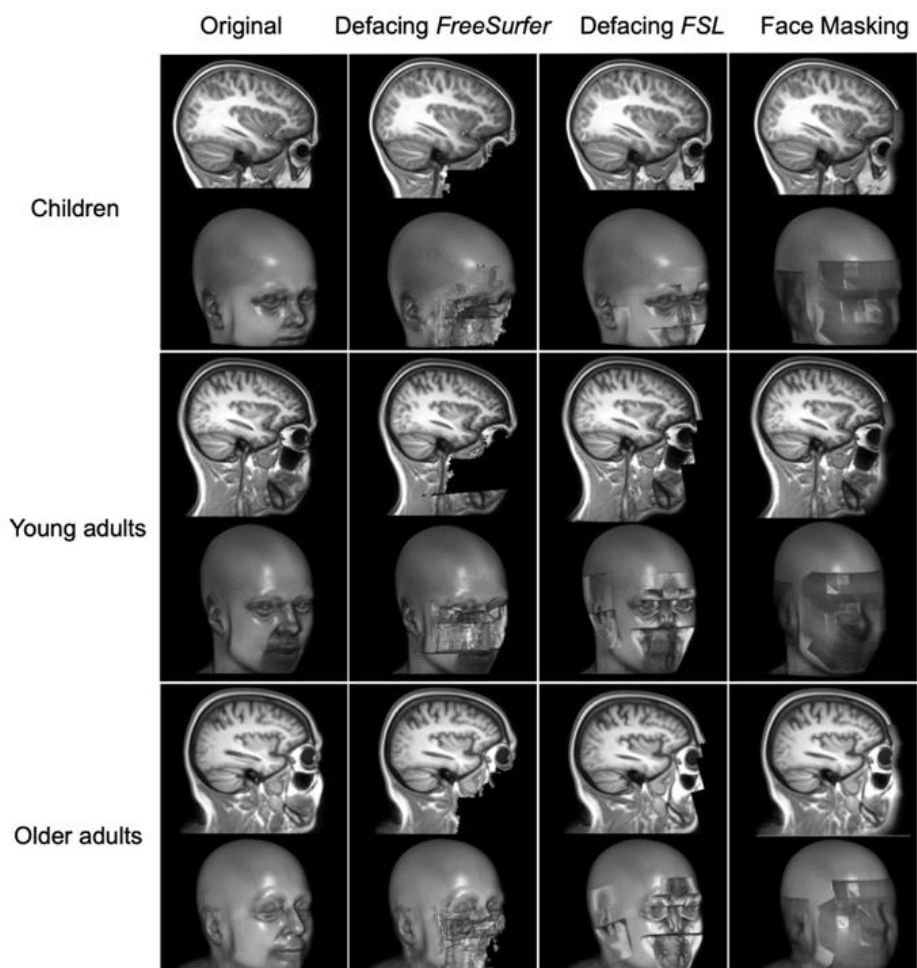 Original
Defacing FreeSurfer
Defacing FSL
Face Masking
Children
Young adults
Older adults